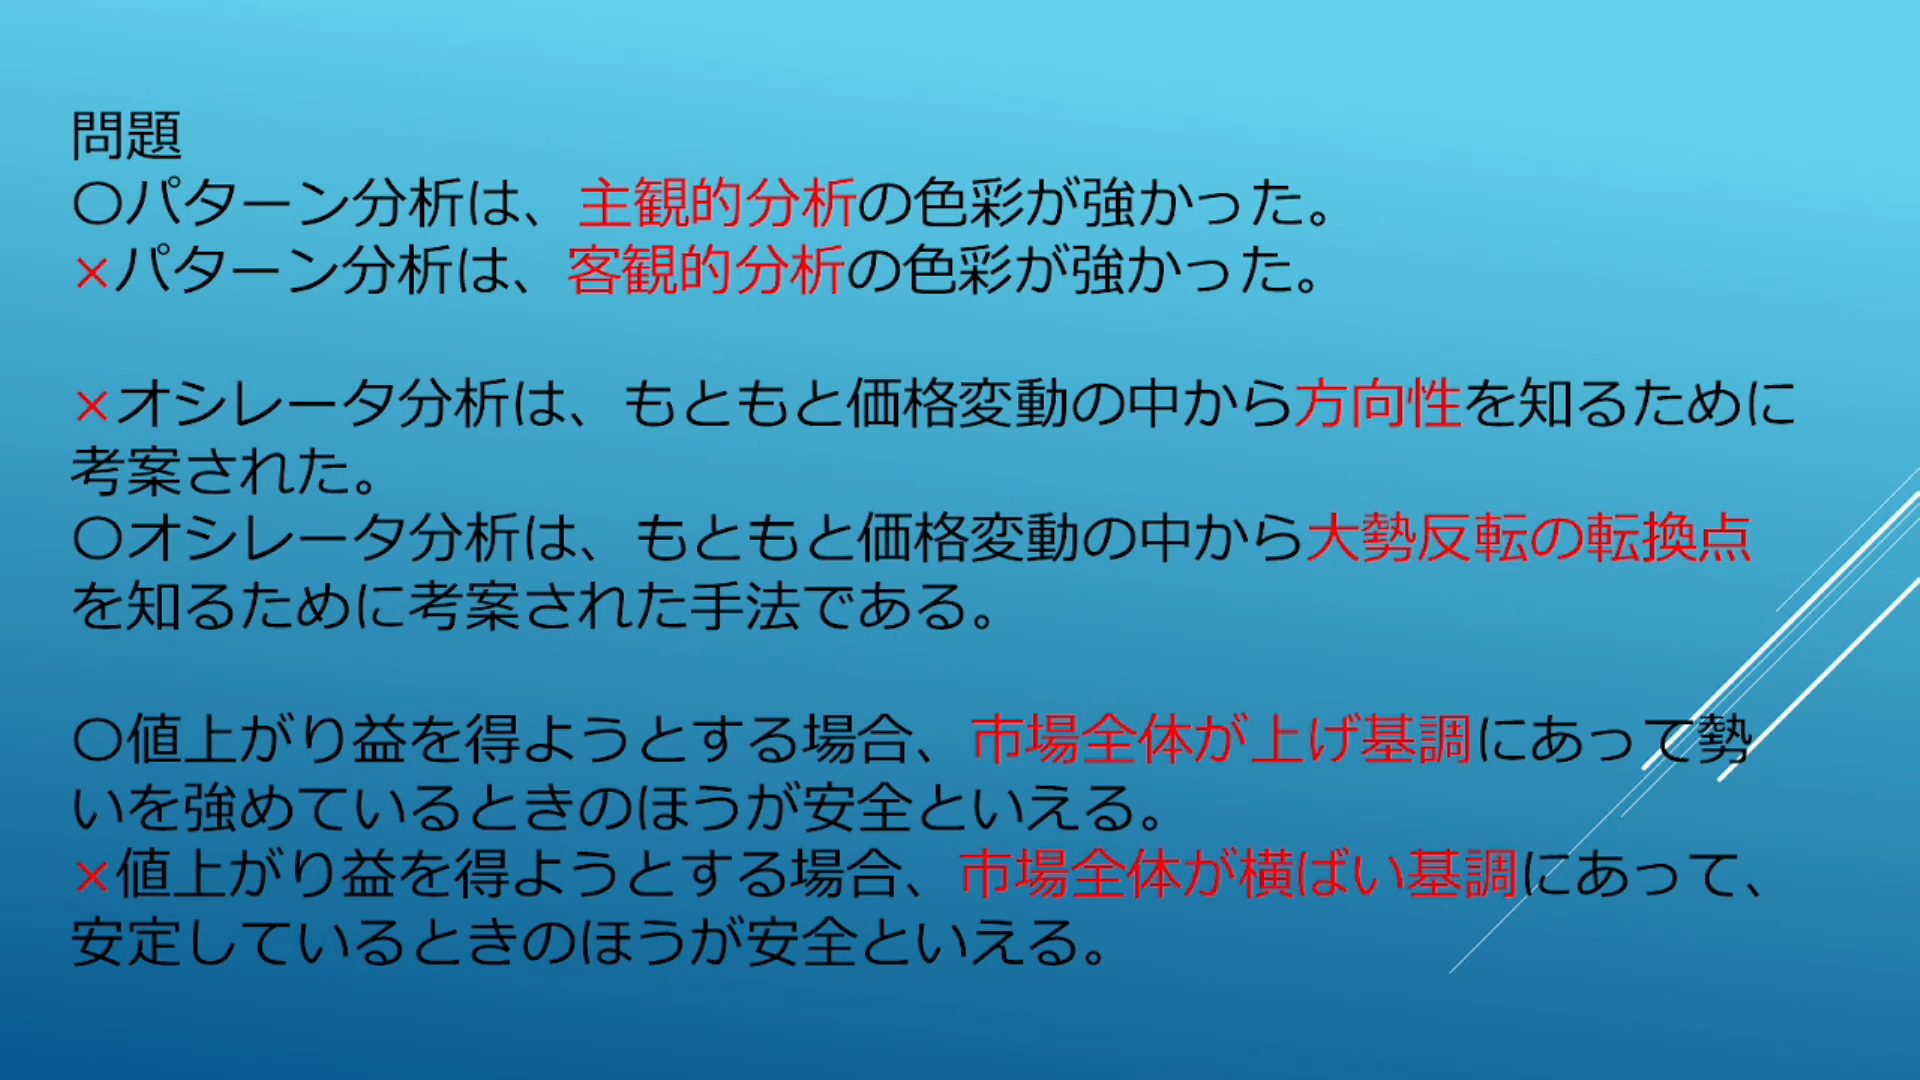 問題
〇パターン分析は、主観的分析の色彩が強かった。
×パターン分析は、客観的分析の色彩が強かった。
×オシレータ分析は、もともと価格変動の中から方向性を知るために
考案された。
〇オシレータ分析は、もともと価格変動の中から大勢反転の転換点
を知るために考案された手法である。
〇値上がり益を得ようとする場合、市場全体が上げ基調にあって勢
いを強めているときのほうが安全といえる。
×値上がり益を得ようとする場合、市場全体が横ばい基調にあって、
安定しているときのほうが安全といえる。